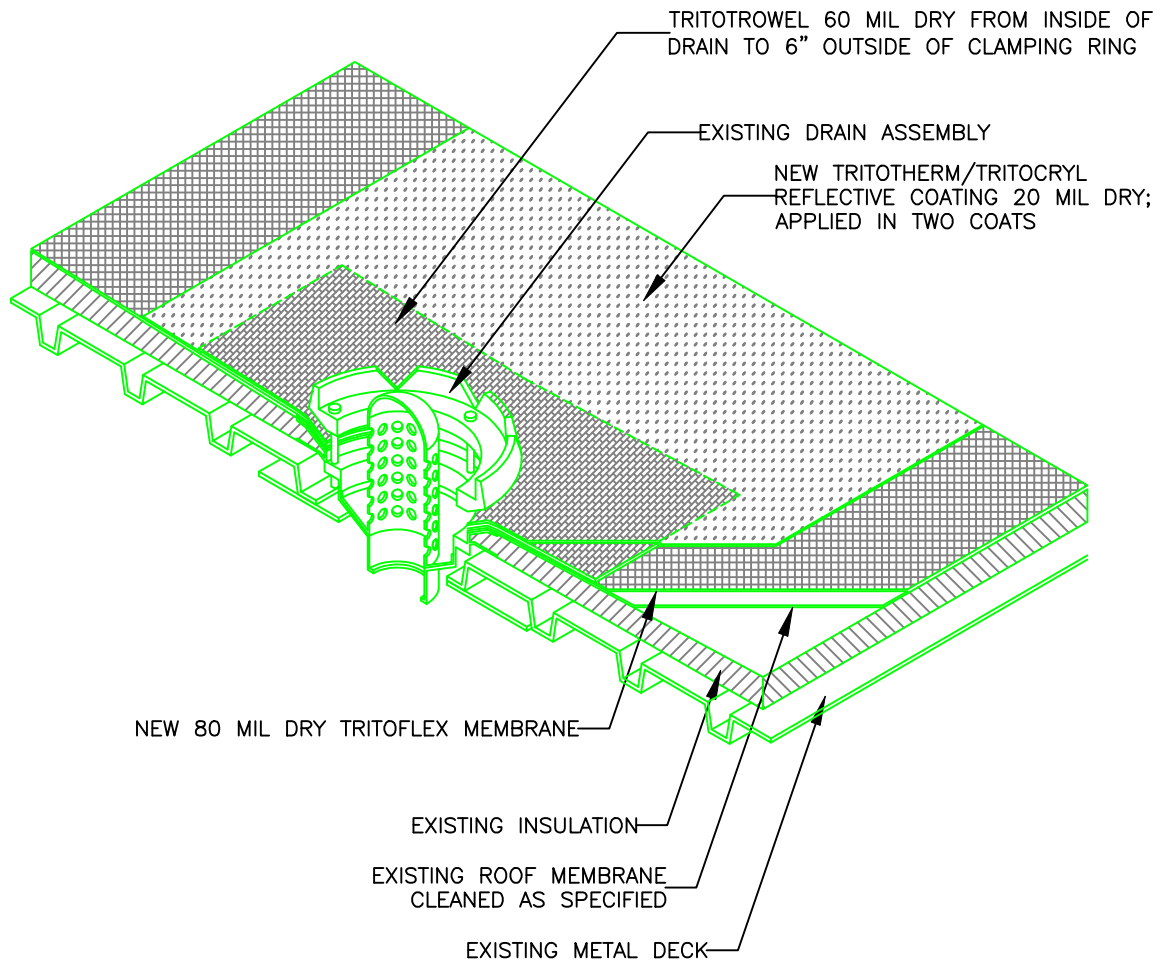 TRITOTROWEL 60 MIL DRY FROM INSIDE OF
DRAIN TO 6” OUTSIDE OF CLAMPING RING
EXISTING DRAIN ASSEMBLY
NEW TRITOTHERM/TRITOCRYL
REFLECTIVE COATING 20 MIL DRY;
APPLIED IN TWO COATS
NEW 80 MIL DRY TRITOFLEX MEMBRANE
EXISTING INSULATION
EXISTING ROOF MEMBRANE
CLEANED AS SPECIFIED
EXISTING METAL DECK